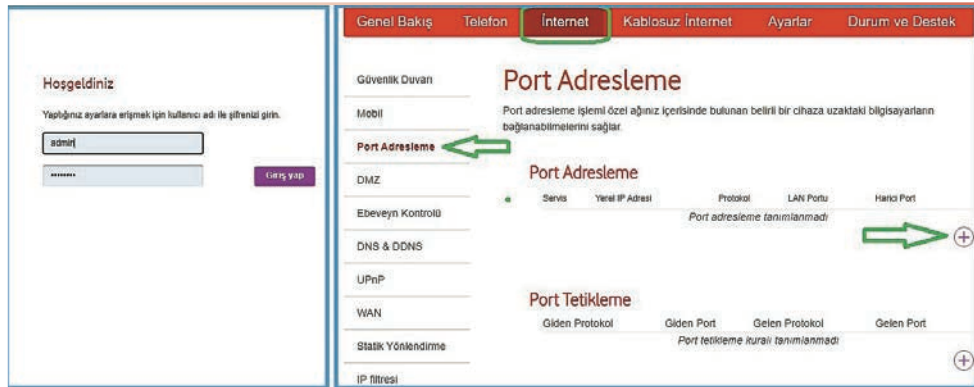 Hoşgeldiniz
Yaptığınız ayarlara erişmek için kullanıcı adı ile şifrenizi girin.
admin
Giriş yap
Genel Bakış Telefon İnternet Kablosuz İnternet Ayarlar Durum ve Destek
Güvenlik Duvarı
Mobil
Port Adresleme
DMZ
Ebeveyn Kontrolü
DNS & DDNS
UPnP
WAN
Statik Yönlendirme
IP filtresi
Port Adresleme
Port adresleme işlemi özel ağınız içerisinde bulunan belirli bir cihaza uzaktaki bilgisayarların
bağlanabilmelerini sağlar.
Port Adresleme
Servis Yerel IP Adresi Protokol LAN Portu Harici Port
Port adresleme tanımlanmadı
Port Tetikleme
Giden Protokol Giden Port Gelen Protokol Gelen Port
Port tetikleme kuralı tanımlanmadı